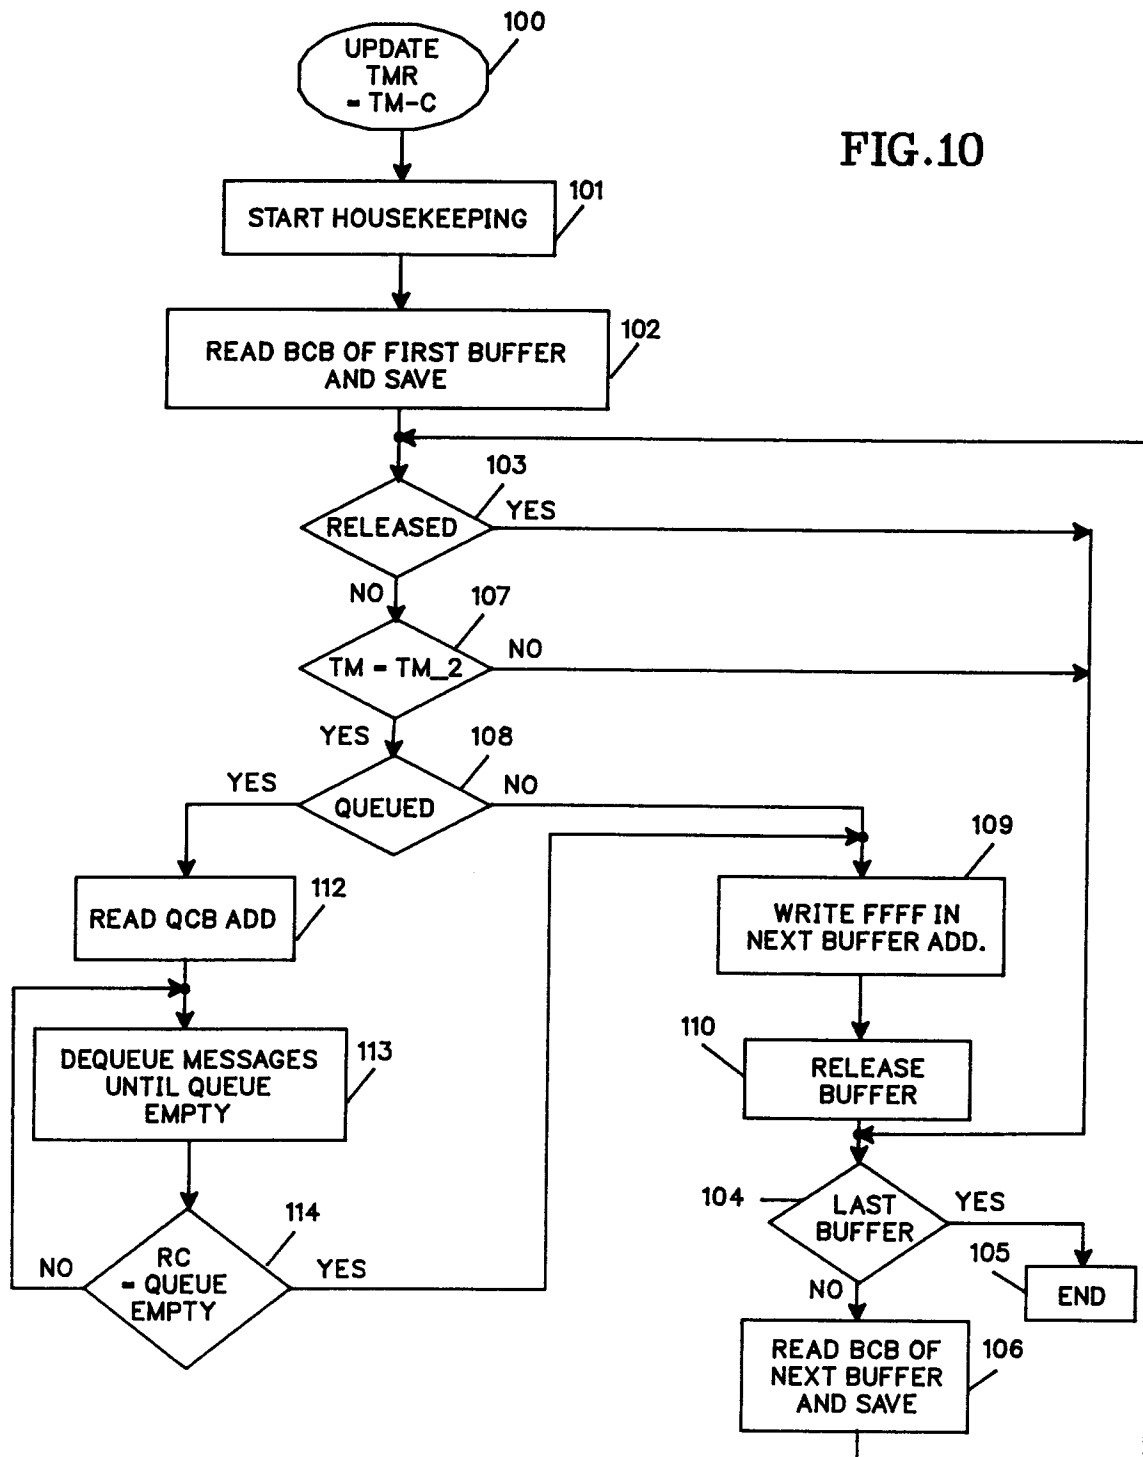 100
UPDATE
TMR
= TM-C
FIG.10
101
START HOUSEKEEPING
102
READ BCB OF FIRST BUFFER
AND SAVE
103
RELEASED
YES
NO
107
TM = TM_2
NO
YES
108
QUEUED
YES
NO
109
112
READ QCB ADD
WRITE FFFF IN
NEXT BUFFER ADD.
110
RELEASE
BUFFER
DEQUEUE MESSAGES
UNTIL QUEUE
EMPTY
113
104
LAST
BUFFER
YES
114
RC
= QUEUE
EMPTY
NO
YES
105
END
NO
READ BCB OF
NEXT BUFFER
AND SAVE
106